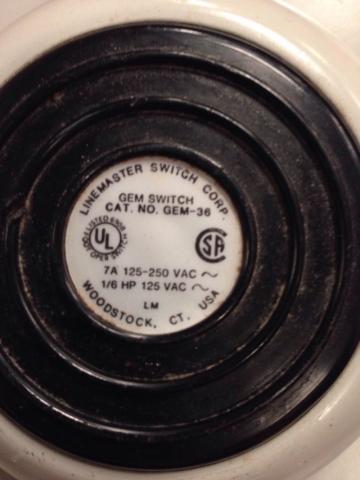 LINEMASTER SWITCH CORP.
GEM SWITCH
CAT. NO. GEM-36
LISTED
UL
SA
7A 125-250 VAC ~
1/6 HP 125 VAC ~
LM
WOODSTOCK, CT. USA